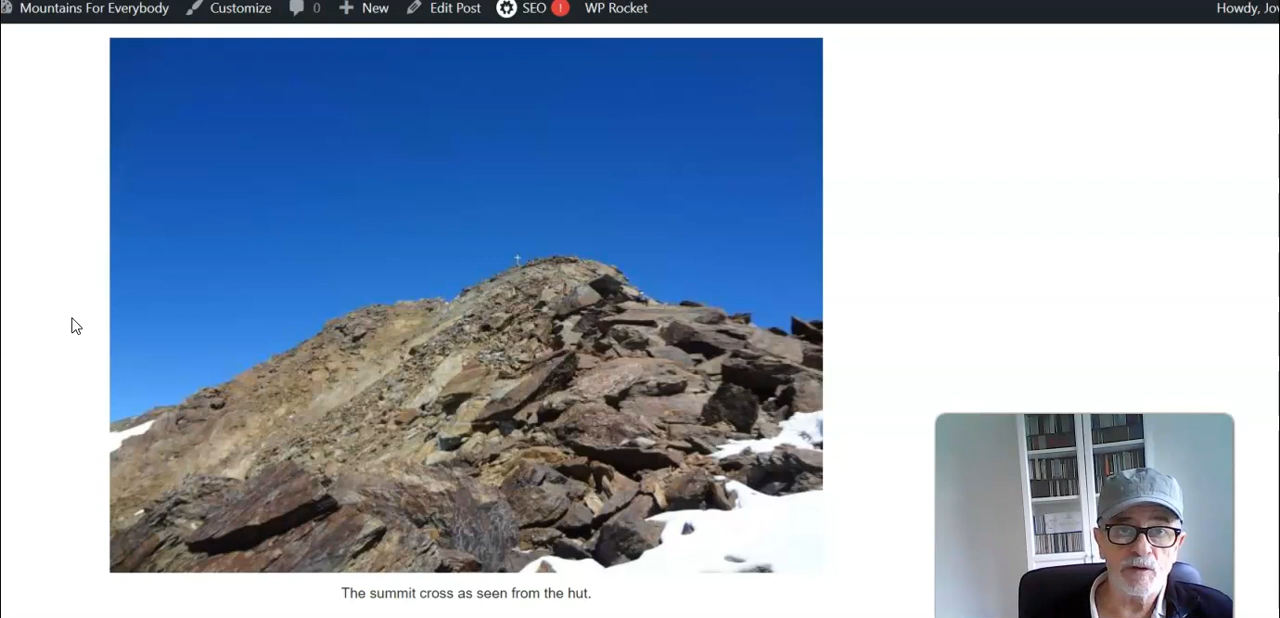 Mountains For Everybody Customize 0 New Edit Post SEO ! WP Rocket Howdy, Jov
The summit cross as seen from the hut.